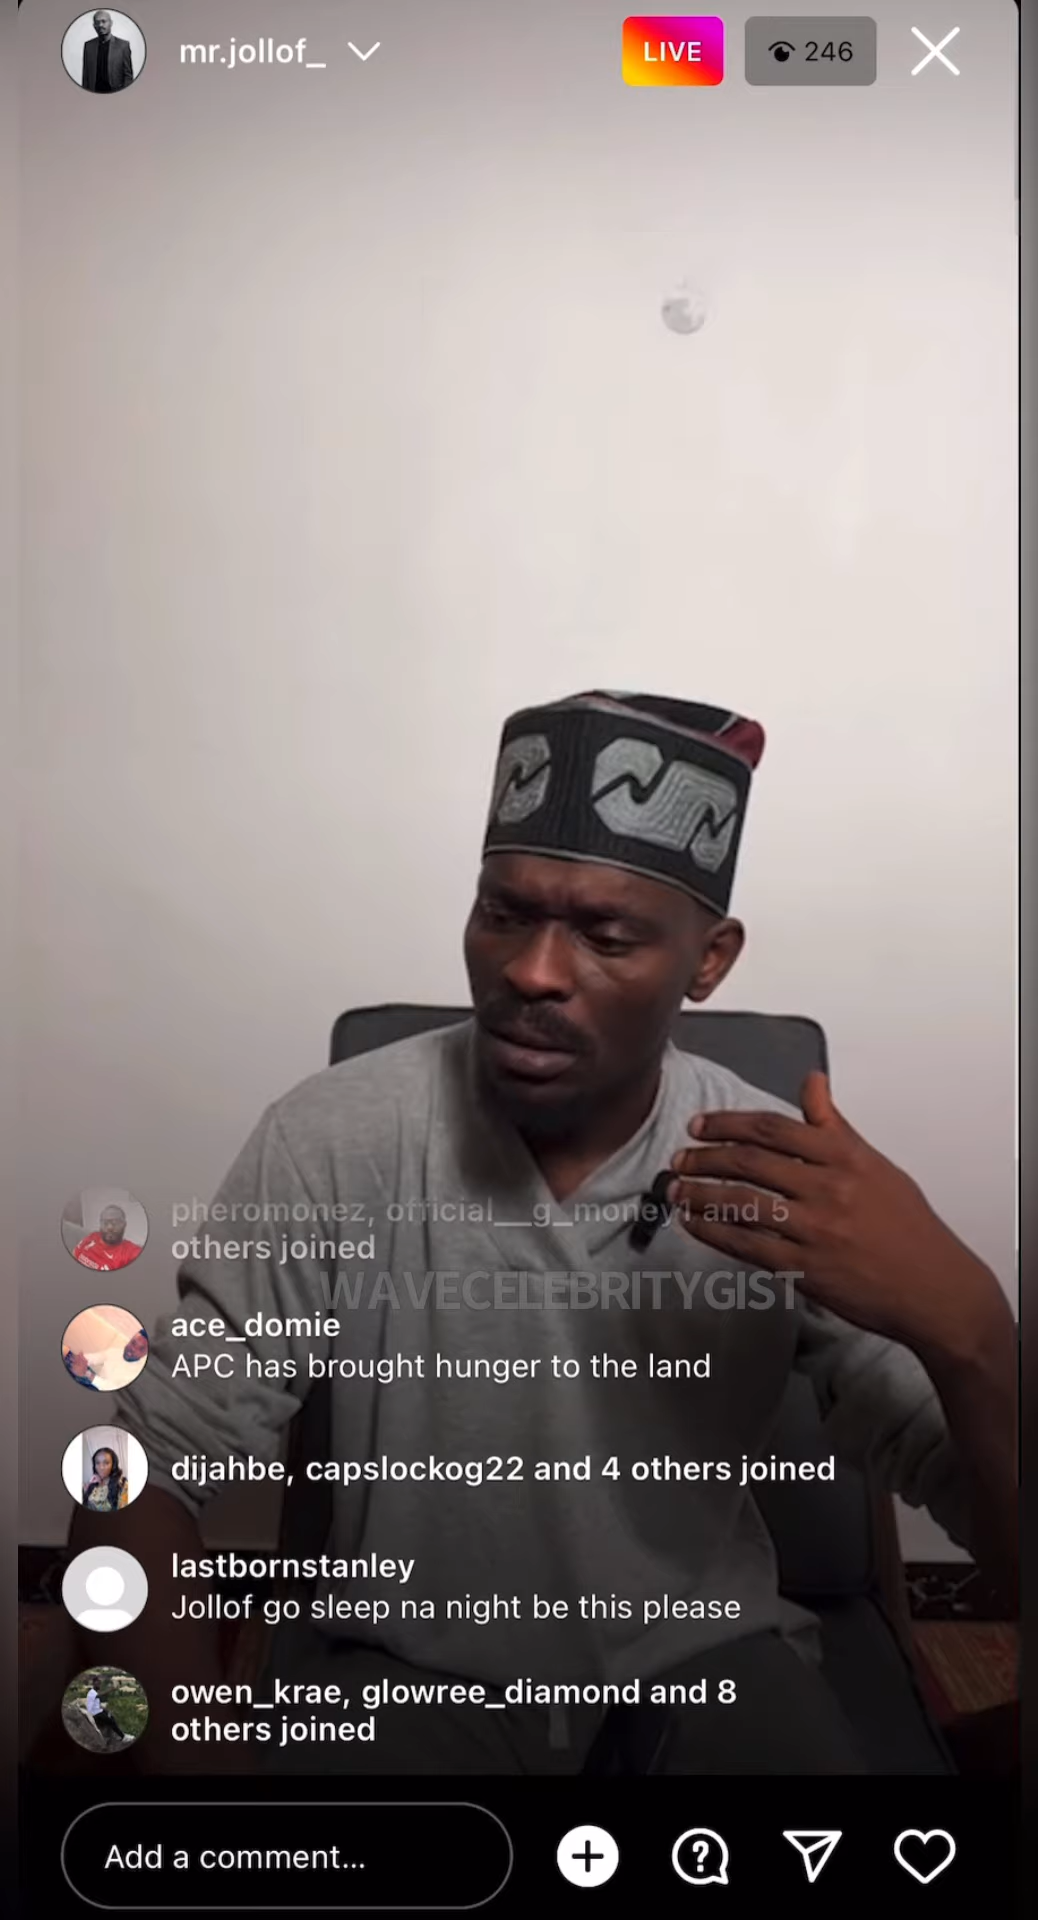 mr.jollof_
LIVE
246
pheromonez, official__g_money1 and 5
others joined
WAVECELEBRITYGIST
ace_domie
APC has brought hunger to the land
dijahbe, capslockog22 and 4 others joined
lastbornstanley
Jollof go sleep na night be this please
owen_krae, glowree_diamond and 8
others joined
Add a comment...